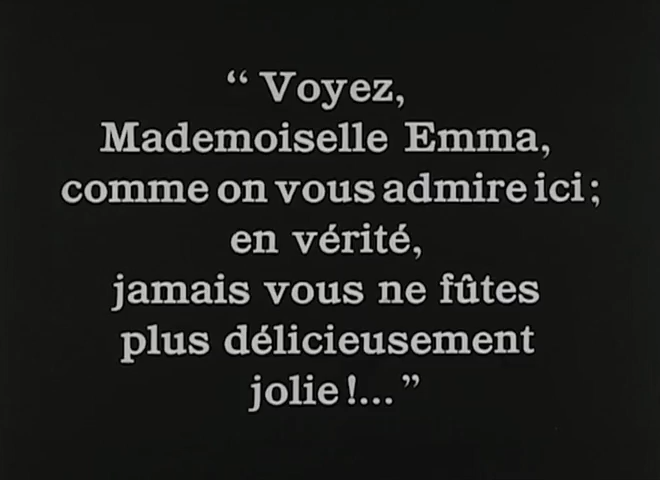 “ Voyez,
Mademoiselle Emma,
comme on vous admire ici ;
en vérité,
jamais vous ne fûtes
plus délicieusement
jolie !... ”